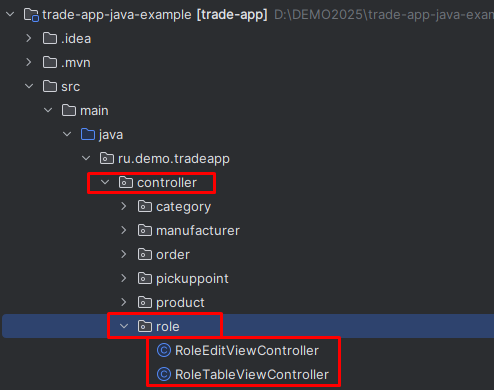 trade-app-java-example [trade-app] D:\DEMO2025\trade-app-java-exam
.idea
.mvn
src
main
java
ru.demo.tradeapp
controller
category
manufacturer
order
pickuppoint
product
role
RoleEditViewController
RoleTableViewController